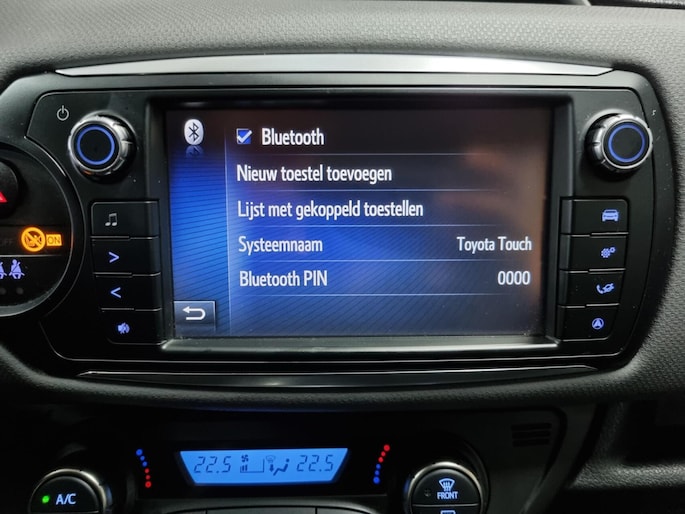 Bluetooth
Nieuw toestel toevoegen
Lijst met gekoppeld toestellen
Systeemnaam Toyota Touch
Bluetooth PIN 0000
OFF ON
22.5 22.5
A/C
FRONT